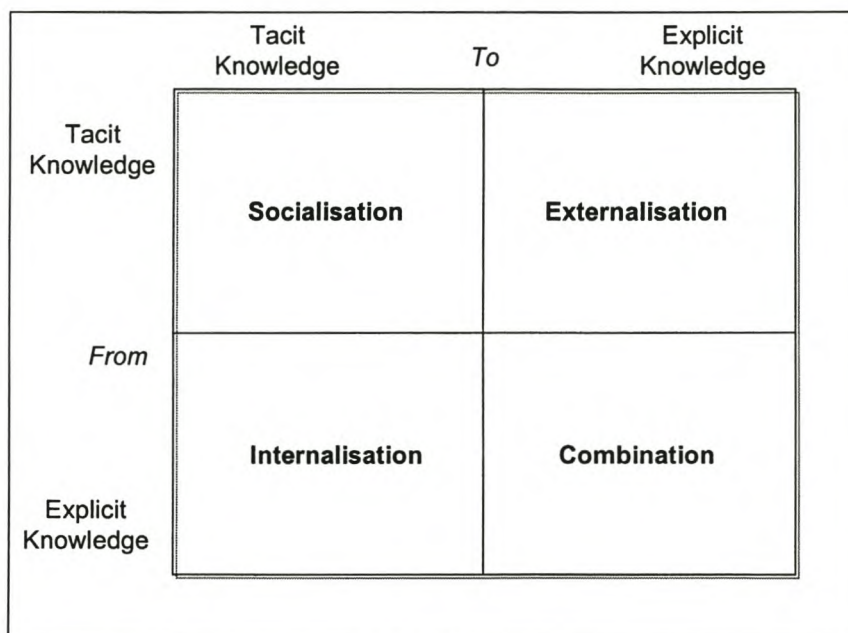 Tacit
Knowledge
To
Explicit
Knowledge
Tacit
Knowledge
Socialisation
Externalisation
From
Internalisation
Combination
Explicit
Knowledge